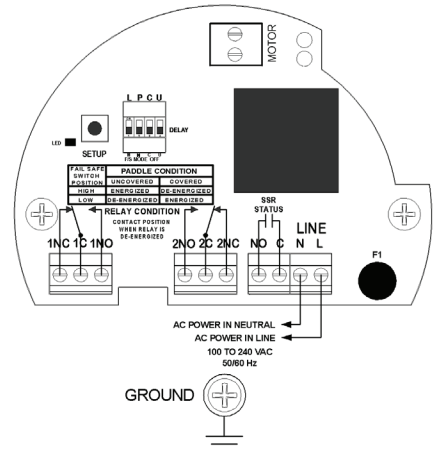 MOTOR
L P C U
DELAY
H N C U
F/S MODE OFF
LED
SETUP
FAIL SAFE SWITCH POSITION
PADDLE CONDITION
UNCOVERED COVERED
HIGH ENERGIZED DE-ENERGIZED
LOW DE-ENERGIZED ENERGIZED
RELAY CONDITION
CONTACT POSITION
WHEN RELAY IS
DE-ENERGIZED
SSR
STATUS
1NC 1C 1NO
2NO 2C 2NC
NO C
LINE
N L
F1
AC POWER IN NEUTRAL
AC POWER IN LINE
100 TO 240 VAC
50/60 Hz
GROUND